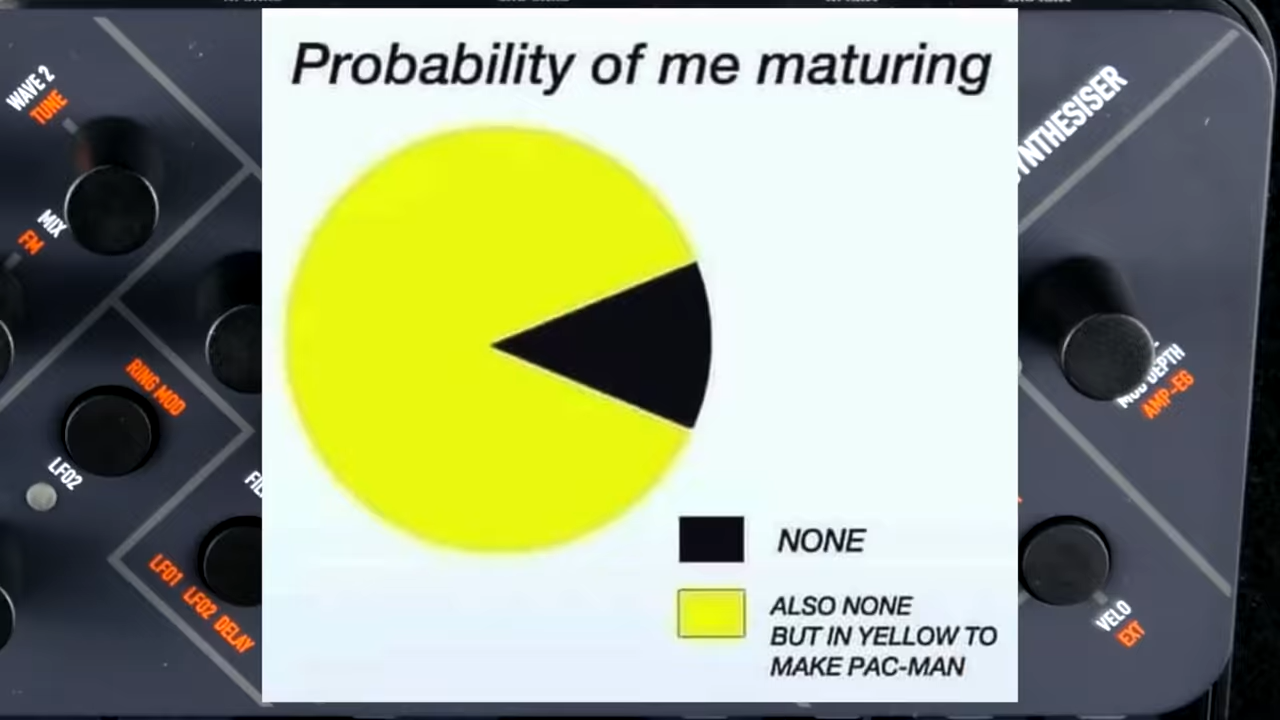 Probability of me maturing
WAVE 2
TUNE
MIX
FM
RING MOD
LFO2
LFO1 LFO2 DELAY
NONE
ALSO NONE
BUT IN YELLOW TO
MAKE PAC-MAN
DEPTH
AMP-EG
VELO
EXT